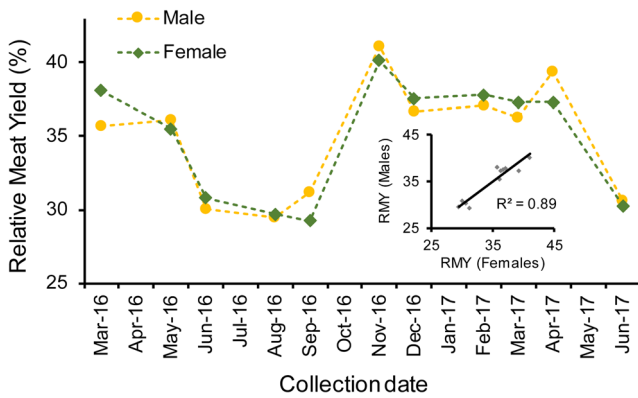 Male
Female
Relative Meat Yield (%)
40
35
30
25
45
35
25
RMY (Males)
R² = 0.89
25 35 45
RMY (Females)
Mar-16
Apr-16
May-16
Jun-16
Jul-16
Aug-16
Sep-16
Oct-16
Nov-16
Dec-16
Jan-17
Feb-17
Mar-17
Apr-17
May-17
Jun-17
Collection date